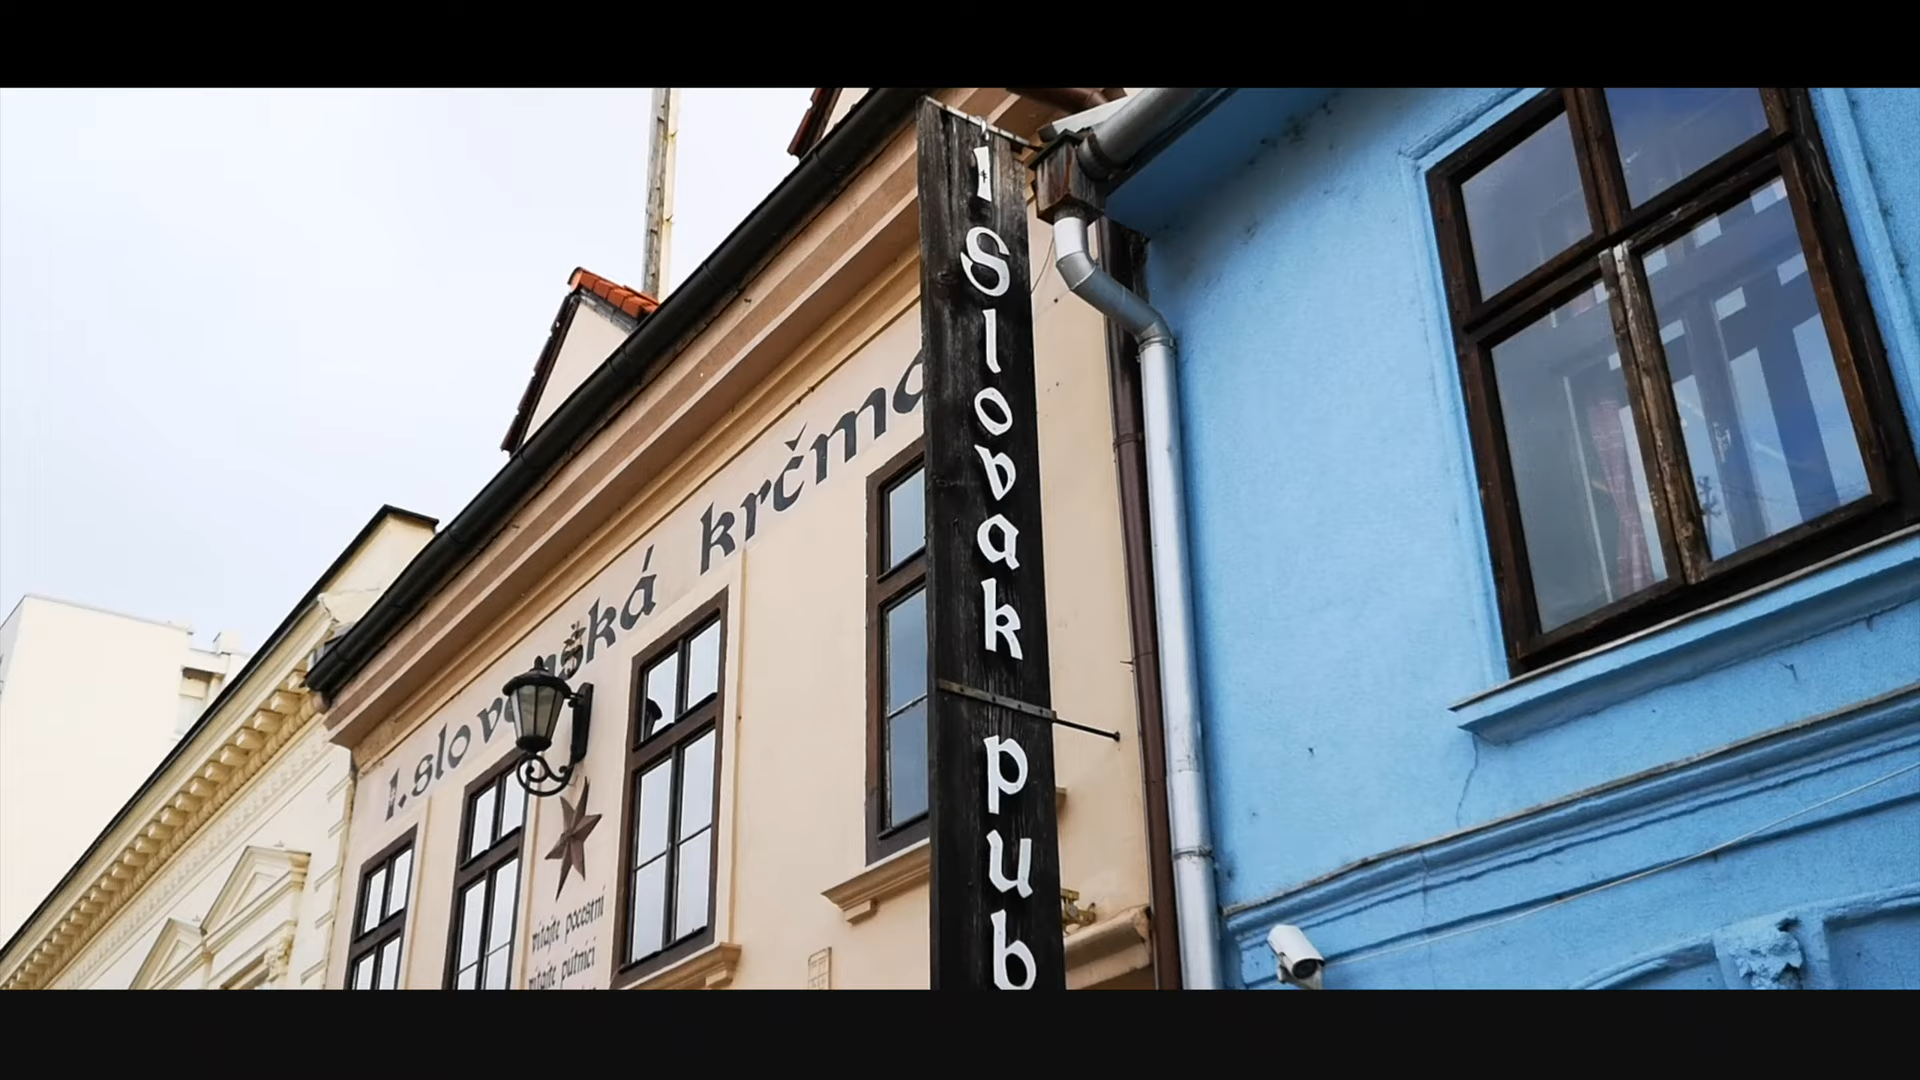 1. slovenská krčma
vitajte pocestní
vitajte pútnici
1 Slovak pub